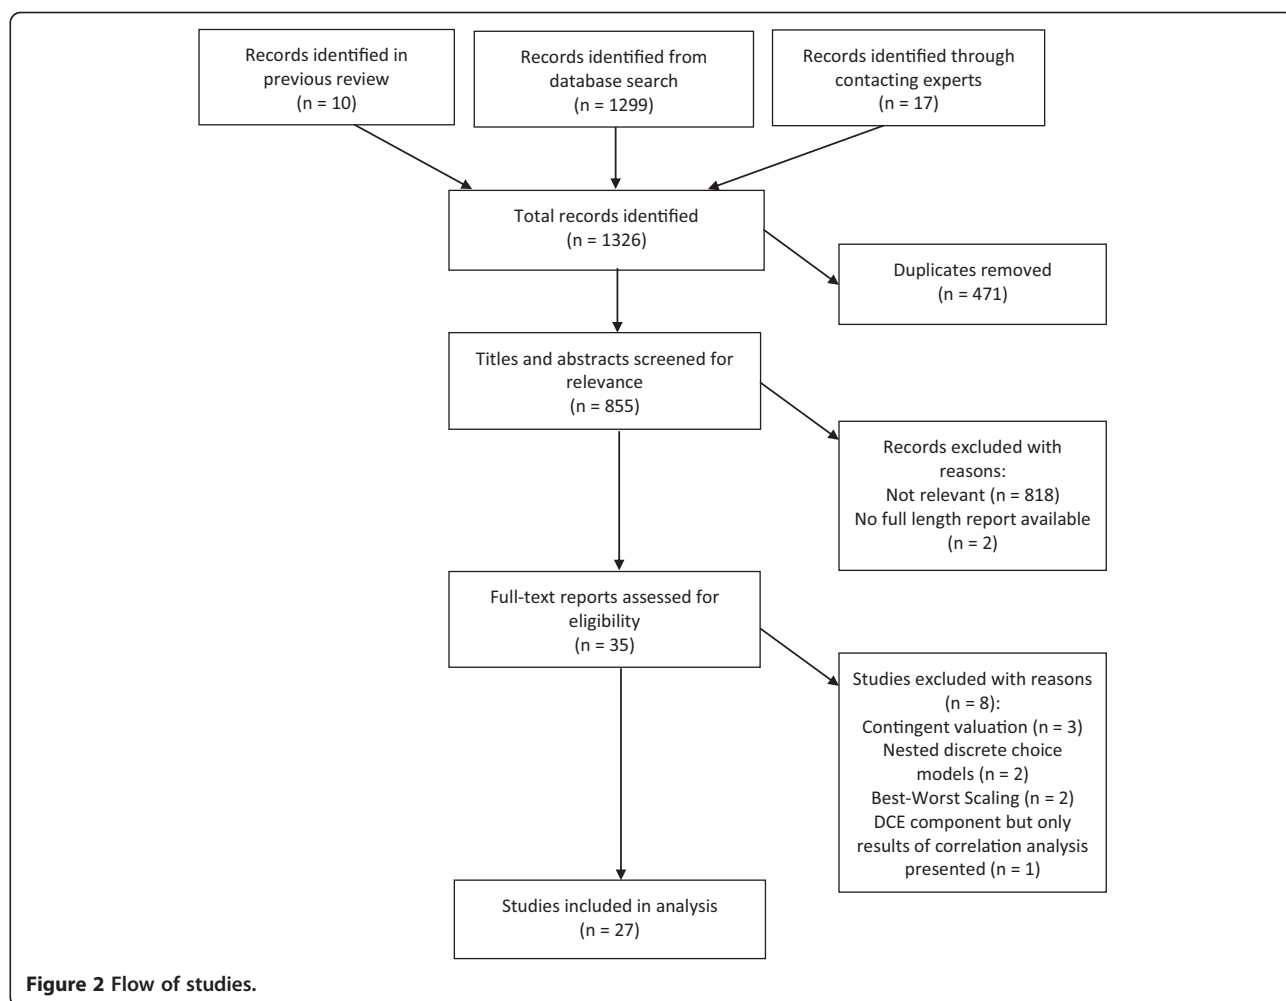 Records identified in
previous review
(n = 10)
Records identified from
database search
(n = 1299)
Records identified through
contacting experts
(n = 17)
Total records identified
(n = 1326)
Duplicates removed
(n = 471)
Titles and abstracts screened for
relevance
(n = 855)
Records excluded with
reasons:
Not relevant (n = 818)
No full length report available
(n = 2)
Full-text reports assessed for
eligibility
(n = 35)
Studies excluded with reasons
(n = 8):
Contingent valuation (n = 3)
Nested discrete choice
models (n = 2)
Best-Worst Scaling (n = 2)
DCE component but only
results of correlation analysis
presented (n = 1)
Studies included in analysis
(n = 27)
Figure 2 Flow of studies.